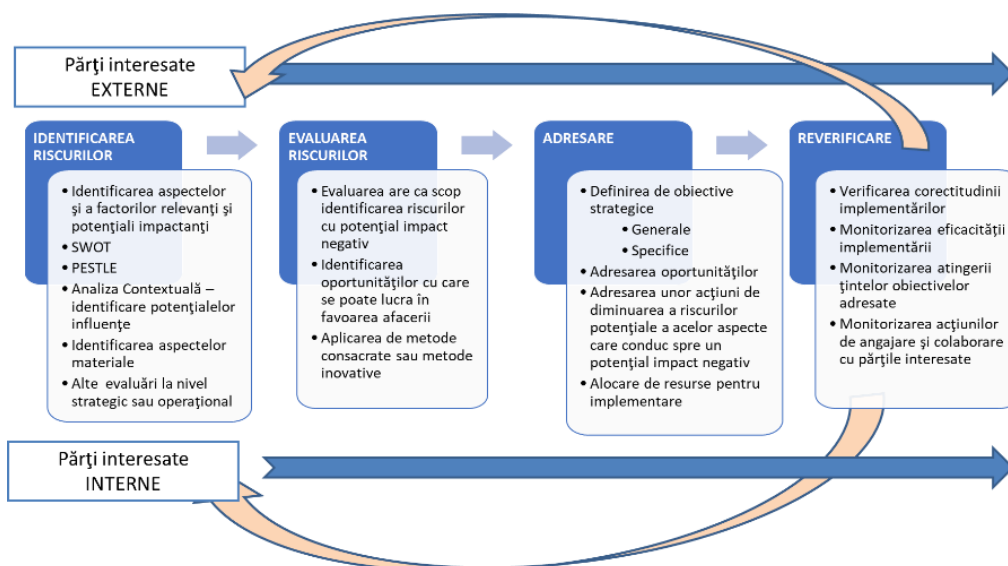 Părţi interesate
EXTERNE
IDENTIFICAREA
RISCURILOR
• Identificarea aspectelor
şi a factorilor relevanţi şi
potenţiali impactanţi
• SWOT
• PESTLE
• Analiza Contextuală –
identificare potenţialelor
influenţe
• Identificarea aspectelor
materiale
• Alte evaluări la nivel
strategic sau operaţional
EVALUAREA
RISCURILOR
• Evaluarea are ca scop
identificarea riscurilor
cu potenţial impact
negativ
• Identificarea
oportunităţilor cu care
se poate lucra în
favoarea afacerii
• Aplicarea de metode
consacrate sau metode
inovative
ADRESARE
• Definirea de obiective
strategice
• Generale
• Specifice
• Adresarea oportunităţilor
• Adresarea unor acţiuni de
diminuarea a riscurilor
potenţiale a acelor aspecte
care conduc spre un
potenţial impact negativ
• Alocare de resurse pentru
implementare
REVERIFICARE
• Verificarea corectitudinii
implementărilor
• Monitorizarea eficacităţii
implementării
• Monitorizarea atingerii
ţintelor obiectivelor
adresate
• Monitorizarea acţiunilor
de angajare şi colaborare
cu părţile interesate
Părţi interesate
INTERNE